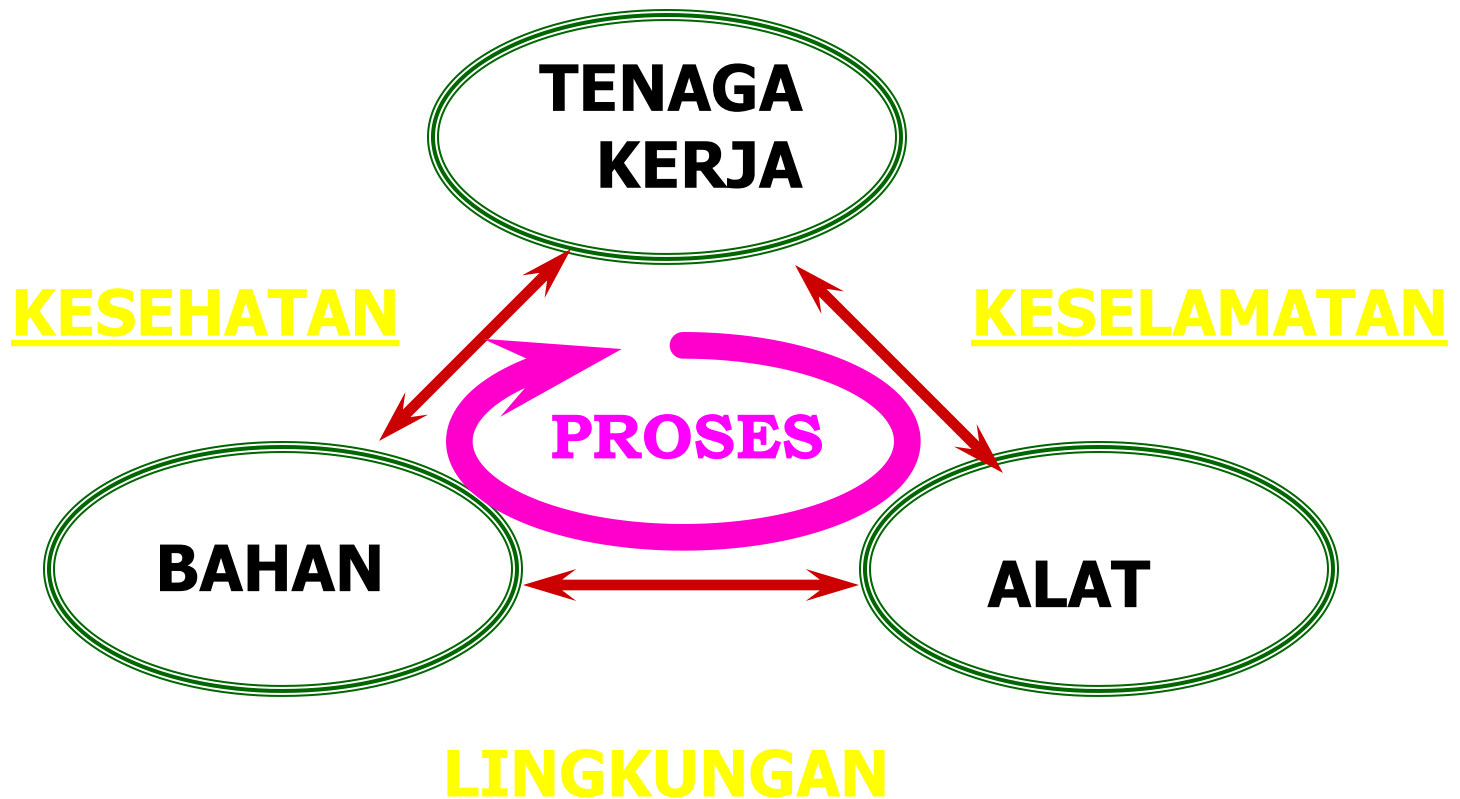 TENAGA
KERJA
KESEHATAN
KESELAMATAN
PROSES
BAHAN
ALAT
LINGKUNGAN